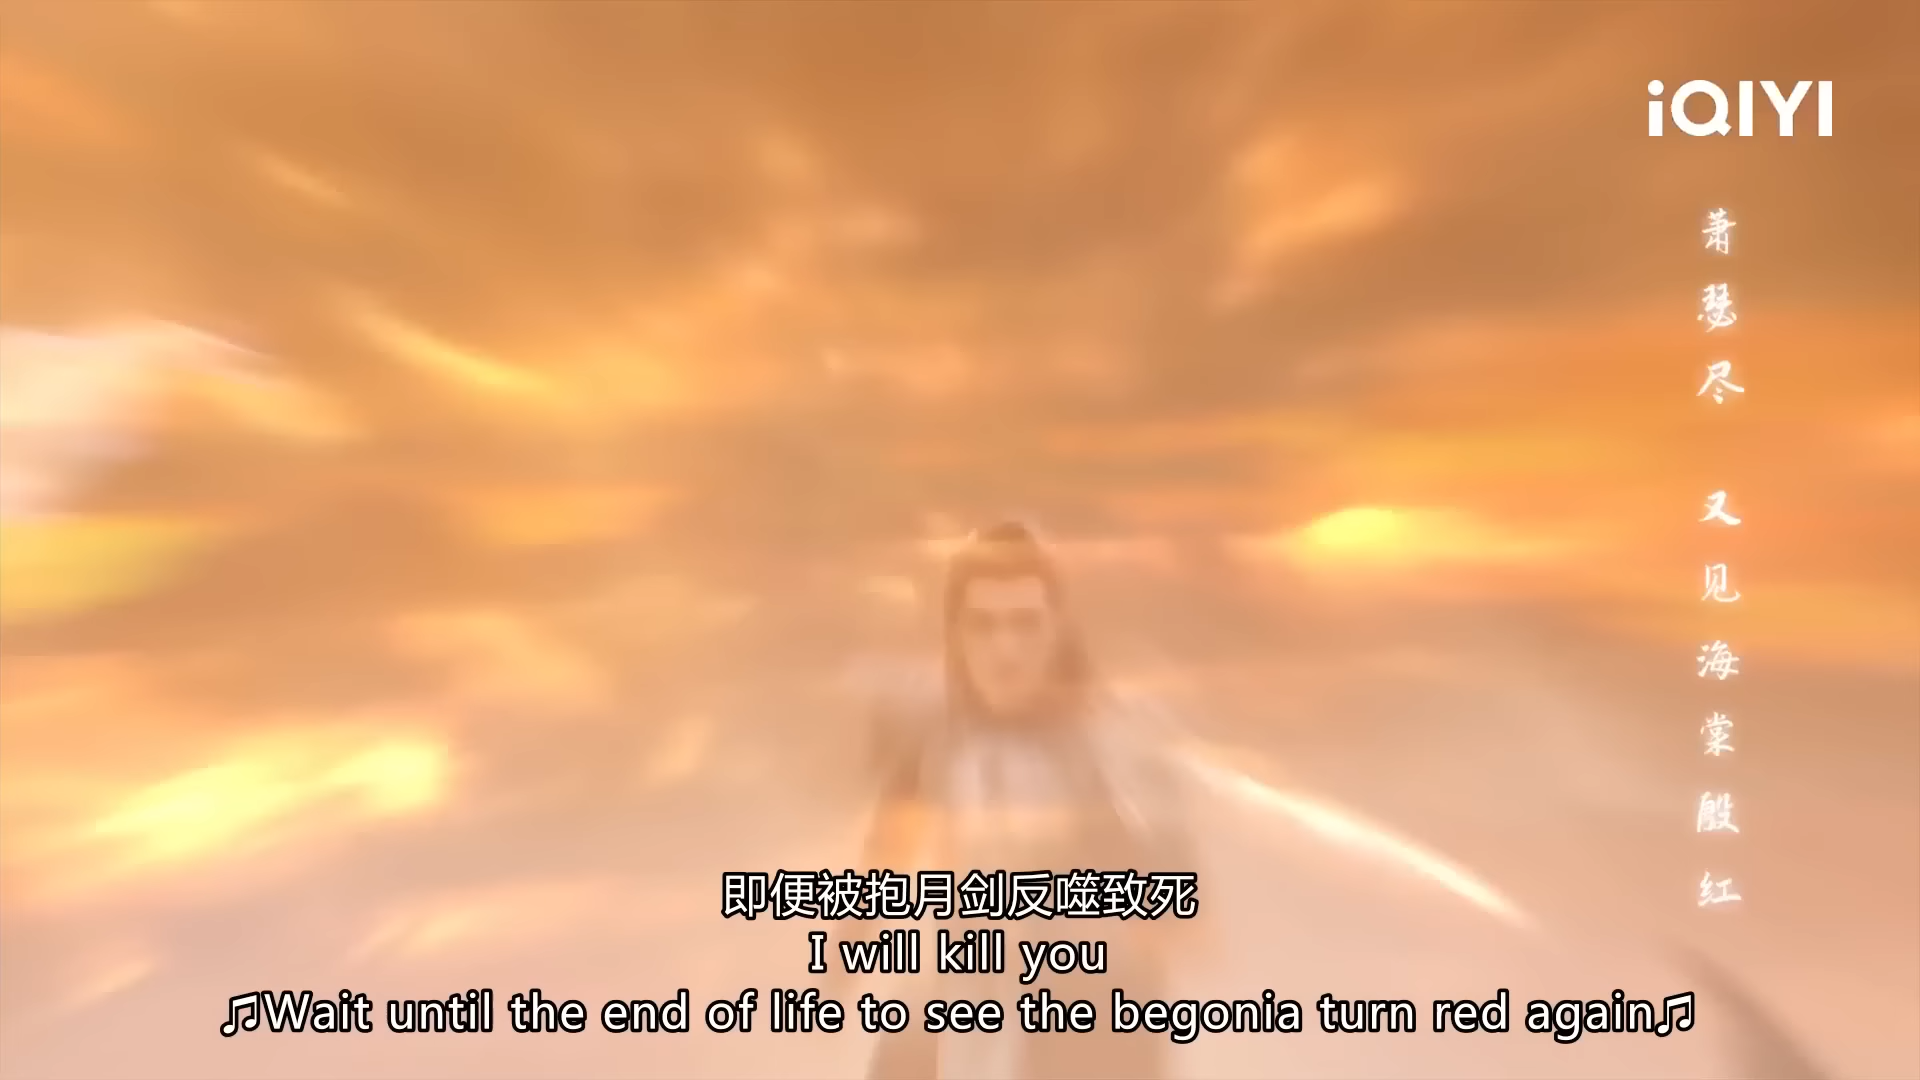 iQIYI
萧瑟尽 又见海棠殷红
即便被抱月剑反噬致死
I will kill you
♫Wait until the end of life to see the begonia turn red again♫